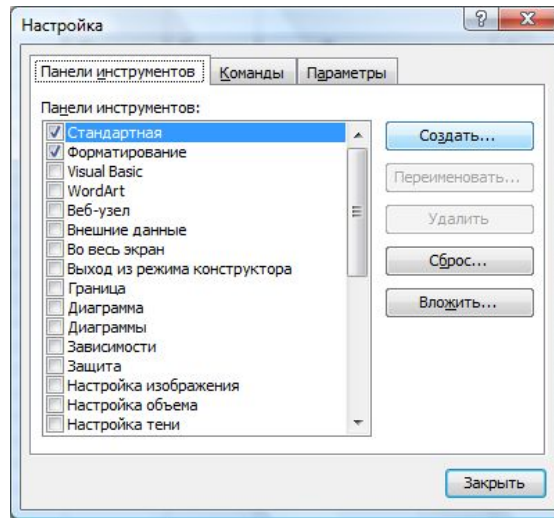 Настройка
Панели инструментов Команды Параметры
Панели инструментов:
Стандартная
Форматирование
Visual Basic
WordArt
Веб-узел
Внешние данные
Во весь экран
Выход из режима конструктора
Граница
Диаграмма
Диаграммы
Зависимости
Защита
Настройка изображения
Настройка объема
Настройка тени
Создать...
Переименовать...
Удалить
Сброс...
Вложить...
Закрыть